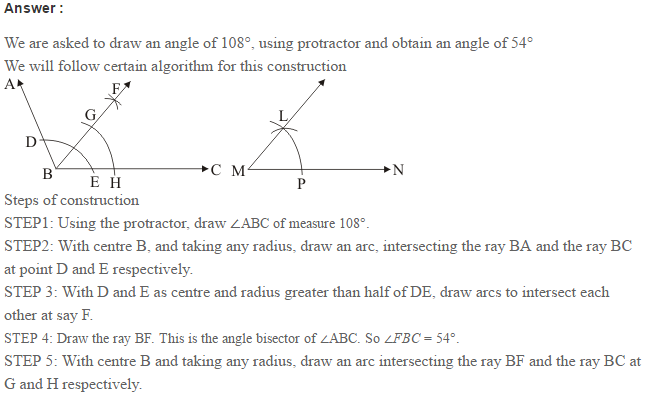 Answer :
We are asked to draw an angle of 108°, using protractor and obtain an angle of 54°
We will follow certain algorithm for this construction
A F
G L
D
B E H C M P N
Steps of construction
STEP1: Using the protractor, draw ∠ABC of measure 108°.
STEP2: With centre B, and taking any radius, draw an arc, intersecting the ray BA and the ray BC
at point D and E respectively.
STEP 3: With D and E as centre and radius greater than half of DE, draw arcs to intersect each
other at say F.
STEP 4: Draw the ray BF. This is the angle bisector of ∠ABC. So ∠FBC = 54°.
STEP 5: With centre B and taking any radius, draw an arc intersecting the ray BF and the ray BC at
G and H respectively.